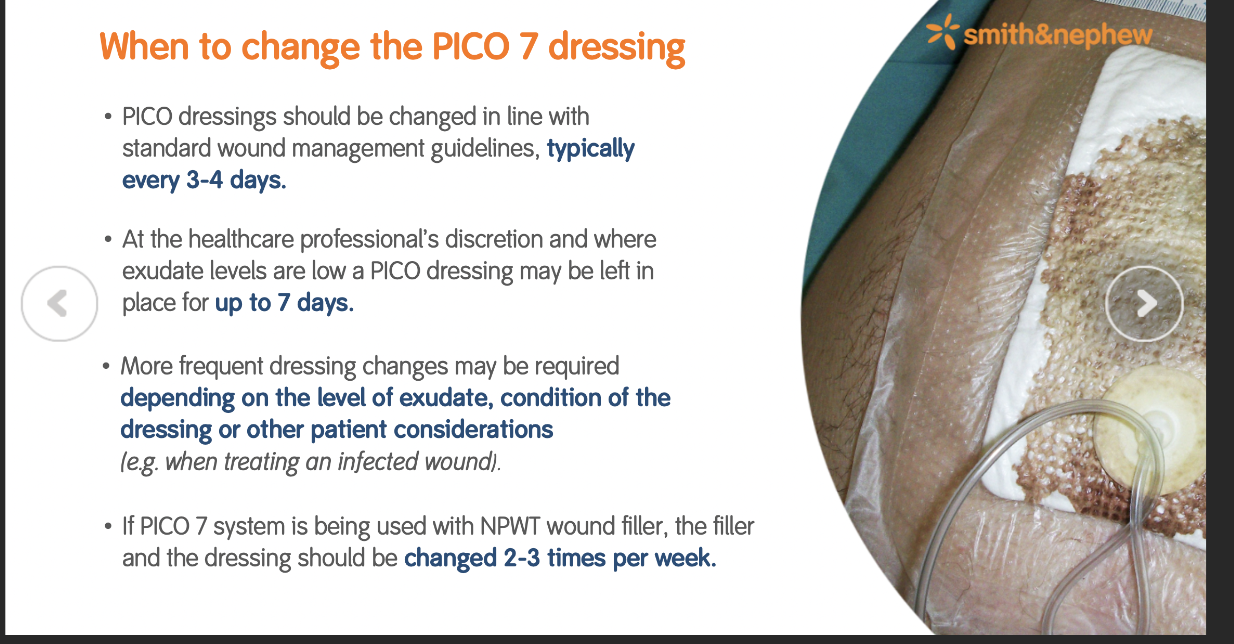 When to change the PICO 7 dressing
smith&nephew
• PICO dressings should be changed in line with
standard wound management guidelines, typically
every 3-4 days.
• At the healthcare professional's discretion and where
exudate levels are low a PICO dressing may be left in
place for up to 7 days.
• More frequent dressing changes may be required
depending on the level of exudate, condition of the
dressing or other patient considerations
(e.g. when treating an infected wound).
• If PICO 7 system is being used with NPWT wound filler, the filler
and the dressing should be changed 2-3 times per week.